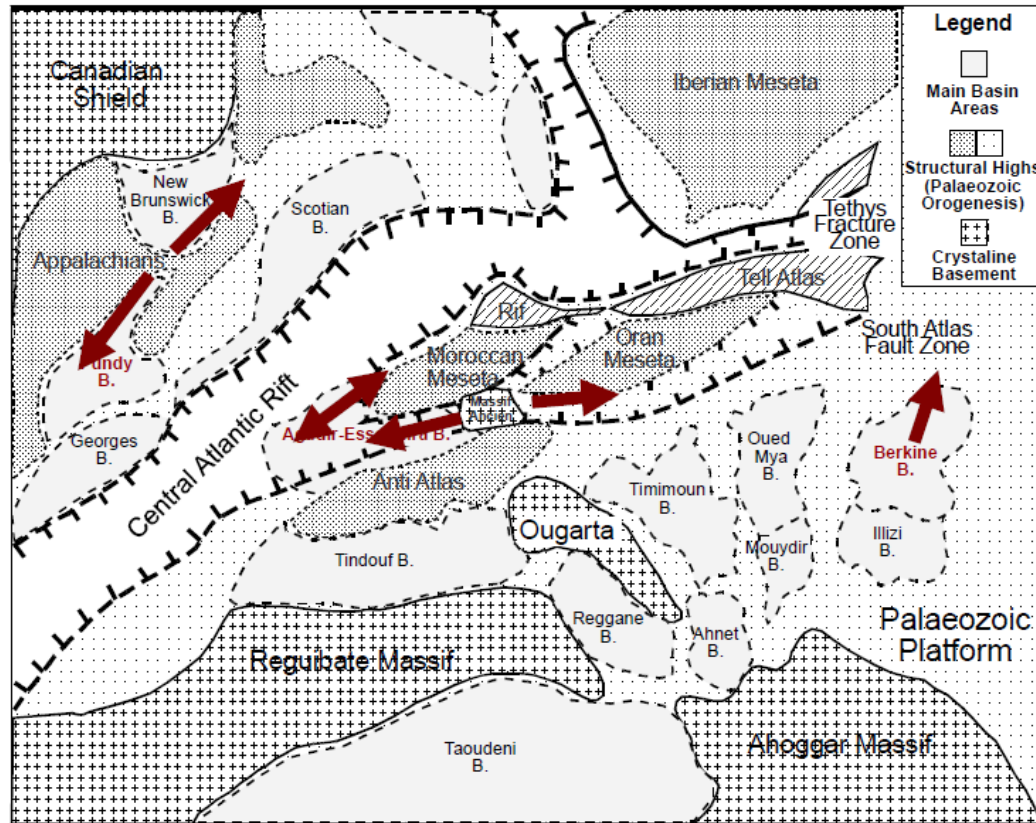 Canadian
Shield
New
Brunswick
B.
Scotian
B.
Appalachians
undy
B.
Georges
B.
Central Atlantic Rift
Iberian Meseta
Tethys
Fracture
Zone
Tell Atlas
Rif
Oran
Meseta
Moroccan
Meseta
Massif
Ancien
South Atlas
Fault Zone
B.
Anti Atlas
Tindouf B.
Ougarta
Timimoun
B.
Oued
Mya
B.
Berkine
B.
Mouydir
B.
Illizi
B.
Reggane
B.
Ahnet
B.
Palaeozoic
Platform
Reguibate Massif
Taoudeni
B.
Ahoggar Massif
Legend
Main Basin
Areas
Structural Highs
(Palaeozoic
Orogenesis)
Crystaline
Basement